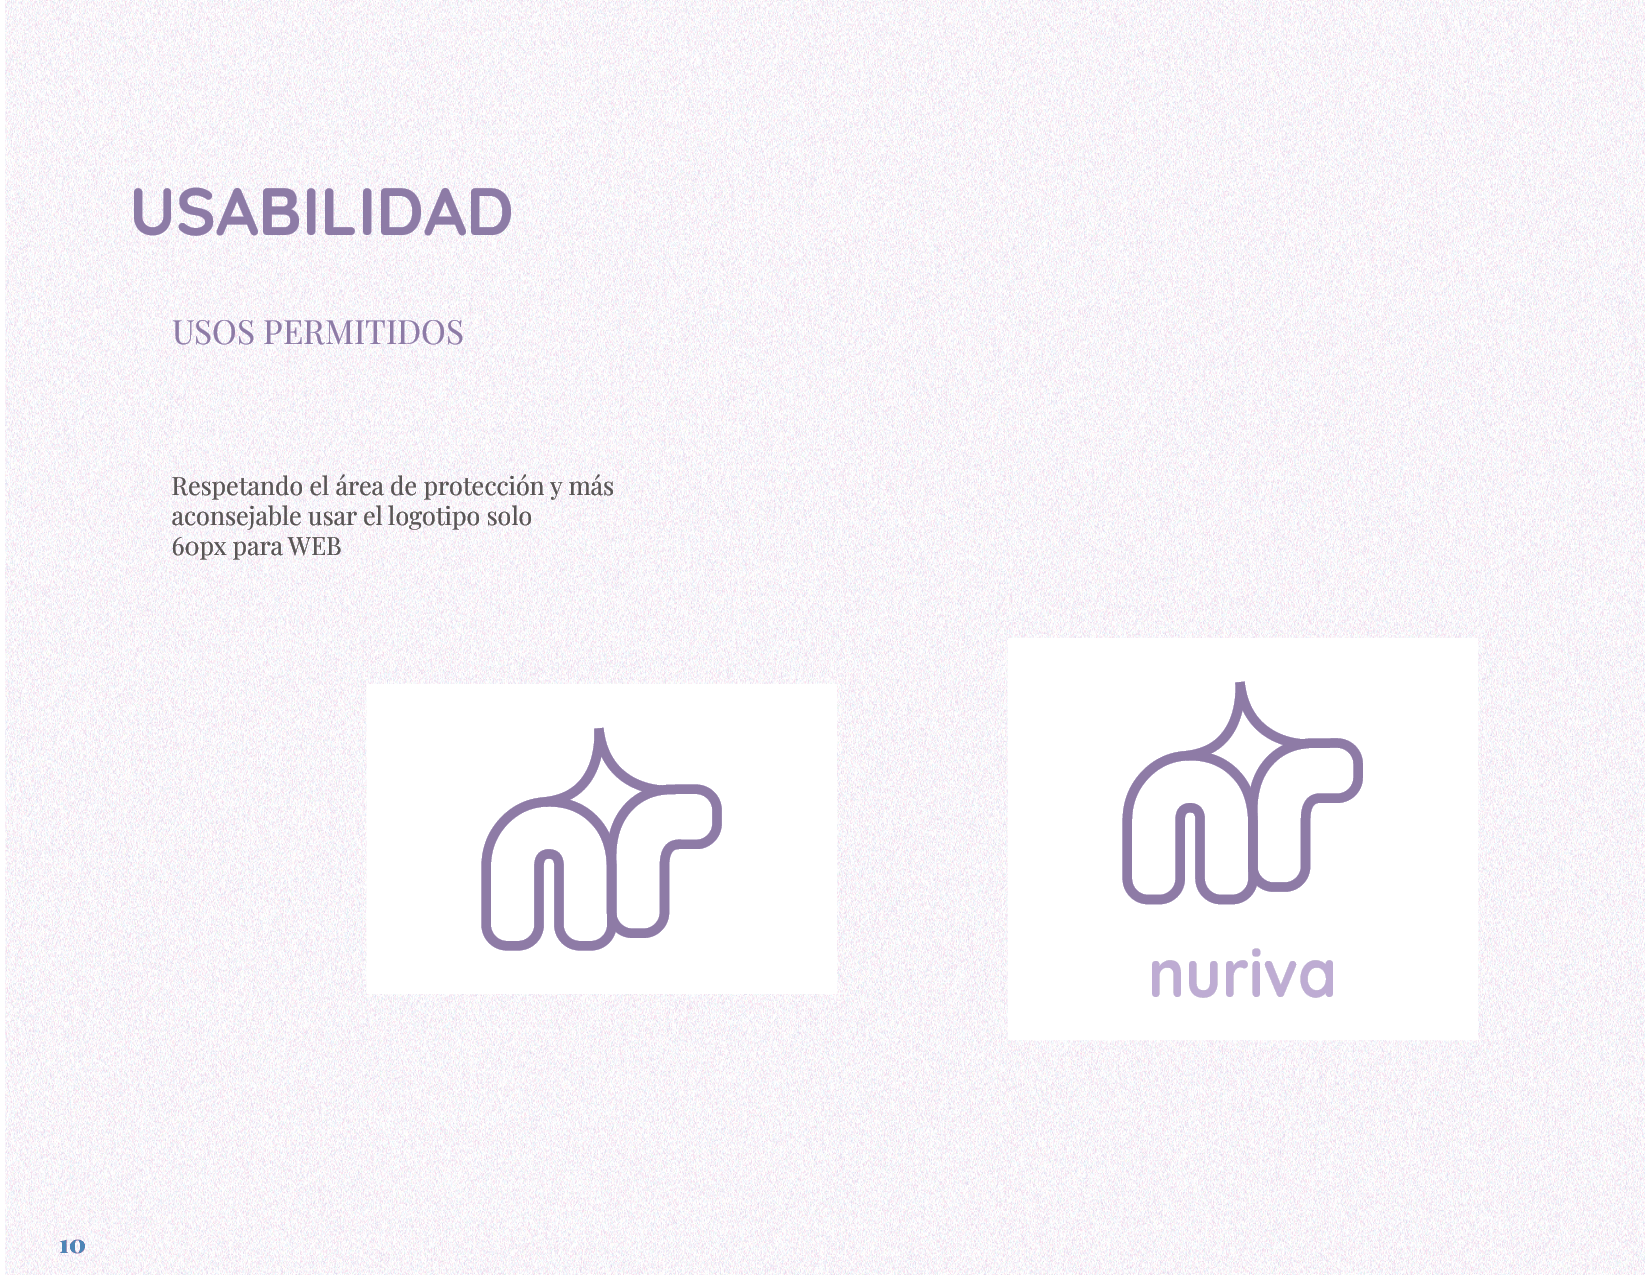 USABILIDAD
USOS PERMITIDOS
Respetando el área de protección y más
aconsejable usar el logotipo solo
60px para WEB
nuriva
10